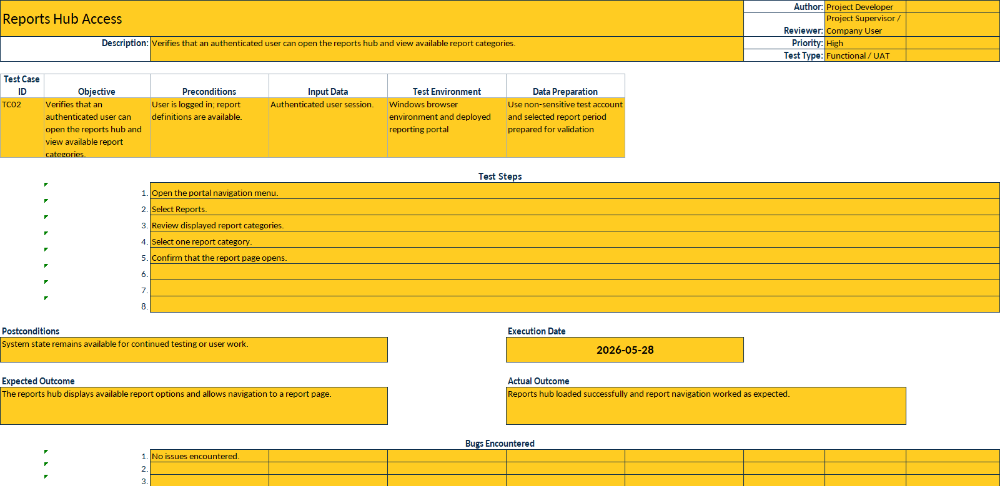 Reports Hub Access
Author: Project Developer
Reviewer: Project Supervisor /
Company User
Description: Verifies that an authenticated user can open the reports hub and view available report categories.
Priority: High
Test Type: Functional / UAT
Test Case
ID Objective Preconditions Input Data Test Environment Data Preparation
TC02
Verifies that an
authenticated user can
open the reports hub and
view available report
categories.
User is logged in; report
definitions are available.
Authenticated user session.
Windows browser
environment and deployed
reporting portal
Use non-sensitive test account
and selected report period
prepared for validation
Test Steps
1. Open the portal navigation menu.
2. Select Reports.
3. Review displayed report categories.
4. Select one report category.
5. Confirm that the report page opens.
6.
7.
8.
Postconditions
System state remains available for continued testing or user work.
Execution Date
2026-05-28
Expected Outcome
The reports hub displays available report options and allows navigation to a report page.
Actual Outcome
Reports hub loaded successfully and report navigation worked as expected.
Bugs Encountered
1. No issues encountered.
2.
3.